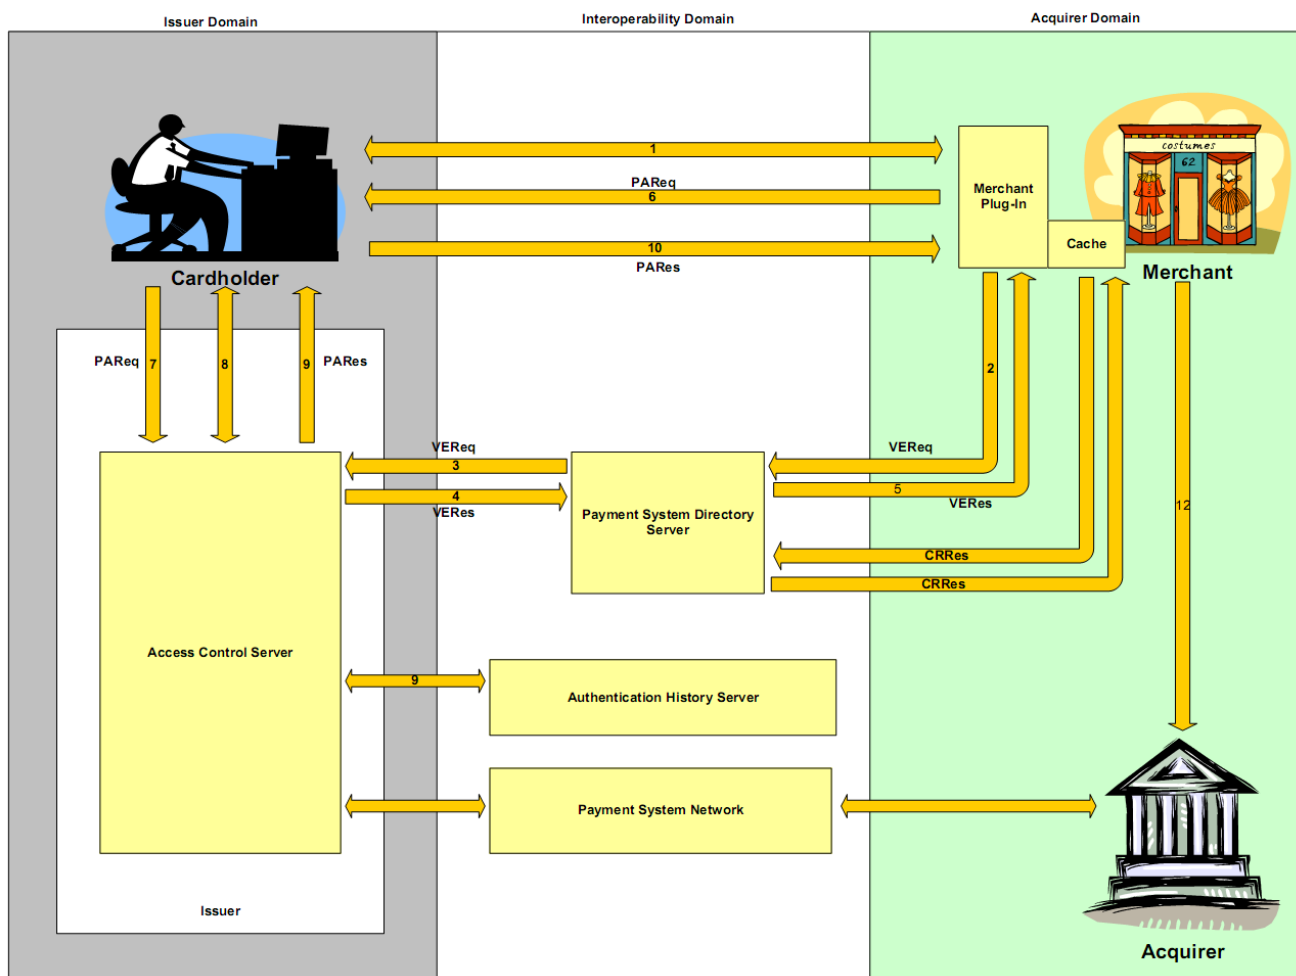 Issuer Domain
Interoperability Domain
Acquirer Domain
costumes
62
1
PAReq
6
10
PARes
Merchant
Plug-In
Cache
Cardholder
Merchant
PAReq
7
8
9
PARes
2
VEReq
3
4
VERes
VEReq
5
VERes
12
Payment System Directory
Server
CRRes
CRRes
Access Control Server
9
Authentication History Server
Payment System Network
Issuer
Acquirer